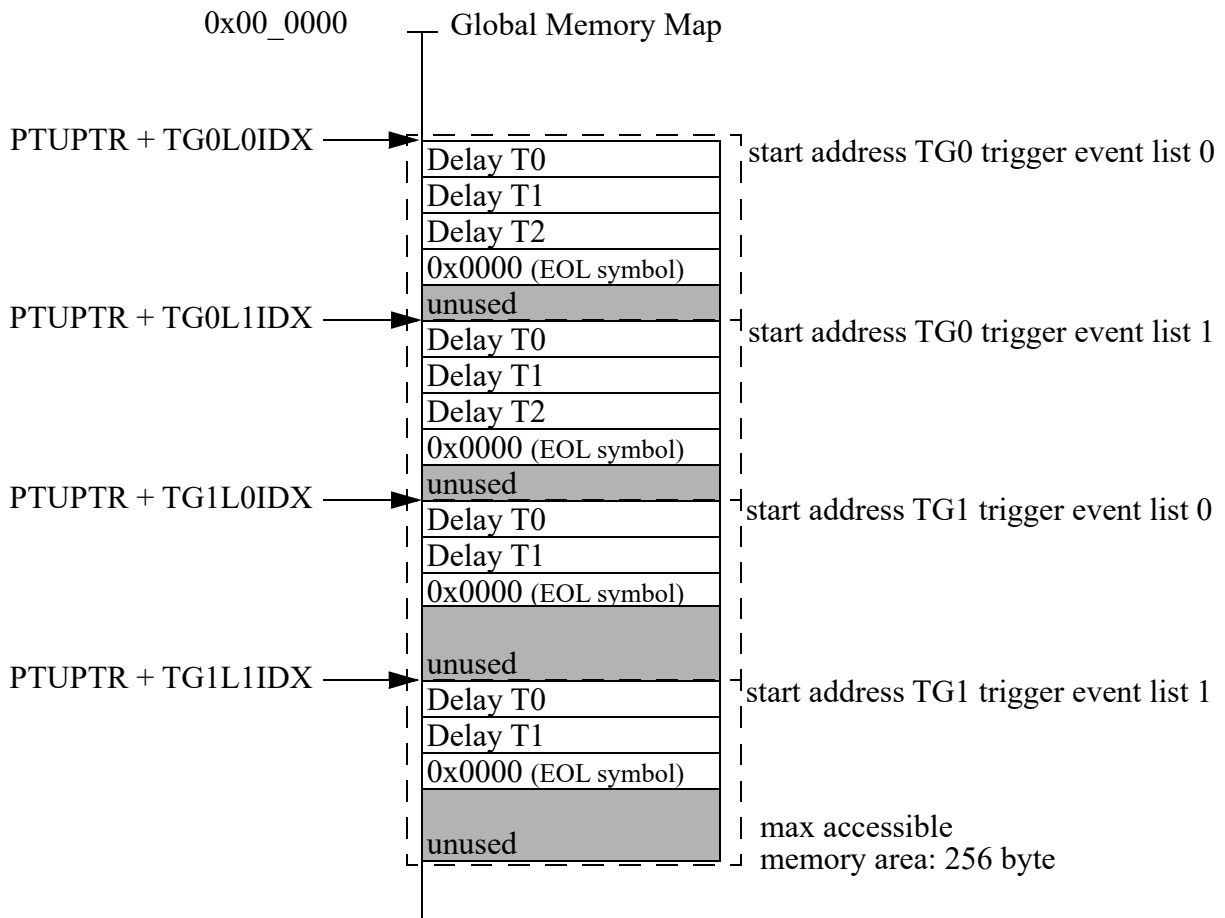 0x00_0000 Global Memory Map
PTUPTR + TG0L0IDX
start address TG0 trigger event list 0
Delay T0
Delay T1
Delay T2
0x0000 (EOL symbol)
unused
PTUPTR + TG0L1IDX
start address TG0 trigger event list 1
Delay T0
Delay T1
Delay T2
0x0000 (EOL symbol)
unused
PTUPTR + TG1L0IDX
start address TG1 trigger event list 0
Delay T0
Delay T1
0x0000 (EOL symbol)
unused
PTUPTR + TG1L1IDX
start address TG1 trigger event list 1
Delay T0
Delay T1
0x0000 (EOL symbol)
unused
max accessible
memory area: 256 byte